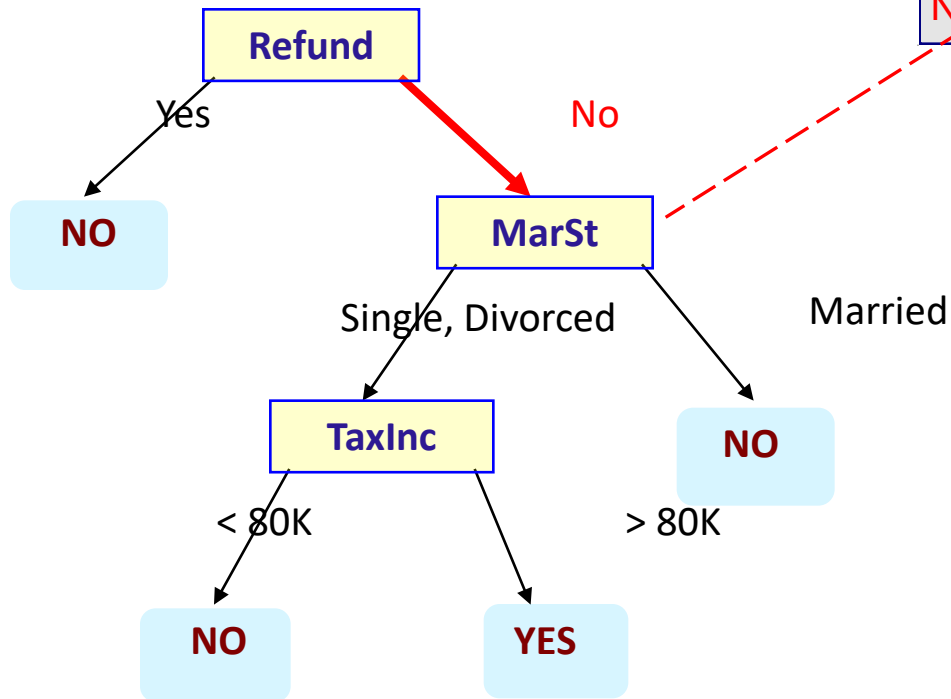 Refund
Yes
No
NO
MarSt
Single, Divorced
Married
TaxInc
NO
< 80K
> 80K
NO
YES